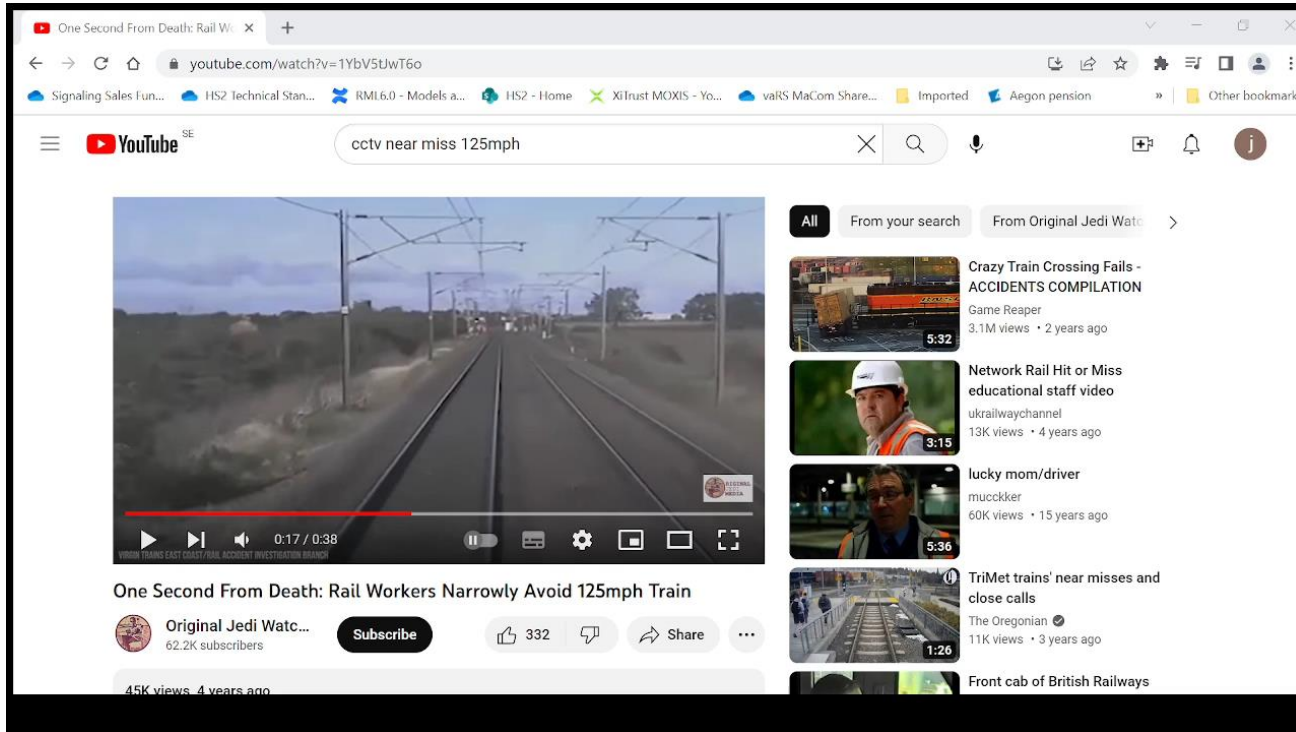 One Second From Death: Rail Wo
youtube.com/watch?v=1YbV5tJwT6o
Signaling Sales Fun... HS2 Technical Stan... RML6.0 - Models a... HS2 - Home XiTrust MOXIS - Yo... vaRS MaCom Share... Imported Aegon pension » Other bookmark
YouTube SE
cctv near miss 125mph
j
All From your search From Original Jedi Watc
Crazy Train Crossing Fails -
ACCIDENTS COMPILATION
Game Reaper
3.1M views • 2 years ago
5:32
Network Rail Hit or Miss
educational staff video
ukrailwaychannel
13K views • 4 years ago
3:15
lucky mom/driver
mucckker
60K views • 15 years ago
5:36
TriMet trains' near misses and
close calls
The Oregonian
11K views • 3 years ago
1:26
Front cab of British Railways
ORIGINAL
JEDI
MEDIA
0:17 / 0:38
VIRGIN TRAINS EAST COAST/RAIL ACCIDENT INVESTIGATION BRANCH
One Second From Death: Rail Workers Narrowly Avoid 125mph Train
Original Jedi Watc...
62.2K subscribers
Subscribe
332
Share
45K views 4 years ago